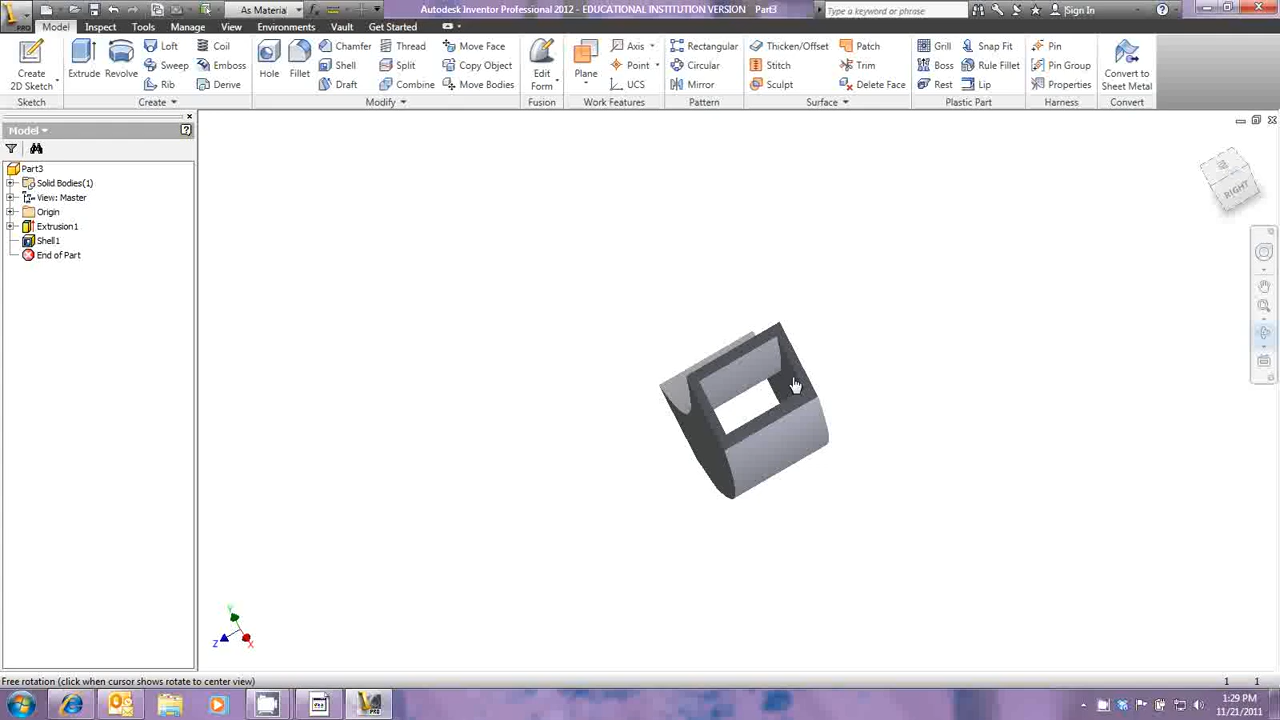 As Material
Autodesk Inventor Professional 2012 - EDUCATIONAL INSTITUTION VERSION Part3
Type a keyword or phrase
Sign In
PRO
Model Inspect Tools Manage View Environments Vault Get Started
Create 2D Sketch
Extrude Revolve Loft Sweep Rib Coil Emboss Derive
Hole Fillet Chamfer Shell Draft Thread Split Combine Move Face Copy Object Move Bodies
Edit Form
Plane Axis Point UCS
Rectangular Circular Mirror
Thicken/Offset Stitch Sculpt Patch Trim Delete Face
Grill Boss Rest Snap Fit Rule Fillet Lip
Pin Pin Group Properties
Convert to Sheet Metal
Sketch Create Modify Fusion Work Features Pattern Surface Plastic Part Harness Convert
Model
Part3
Solid Bodies(1)
View: Master
Origin
Extrusion1
Shell1
End of Part
RIGHT
Y
Z X
Free rotation (click when cursor shows rotate to center view) 1 1
1:29 PM
11/21/2011